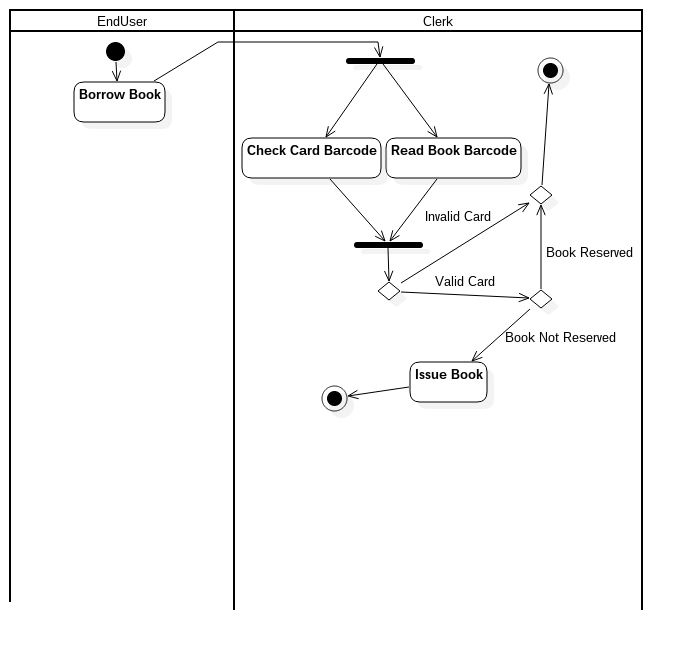 EndUser
Clerk
Borrow Book
Check Card Barcode
Read Book Barcode
Invalid Card
Book Reserved
Valid Card
Book Not Reserved
Issue Book